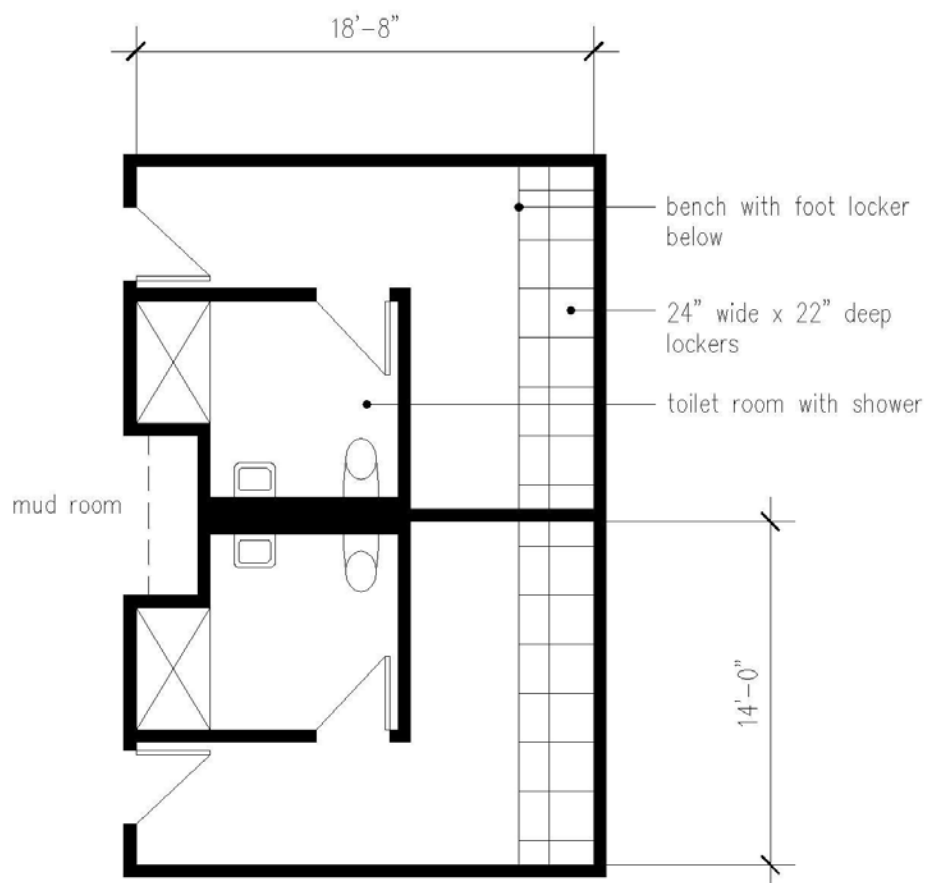 18’-8”
bench with foot locker
below
24” wide x 22” deep
lockers
toilet room with shower
mud room
14’-0”